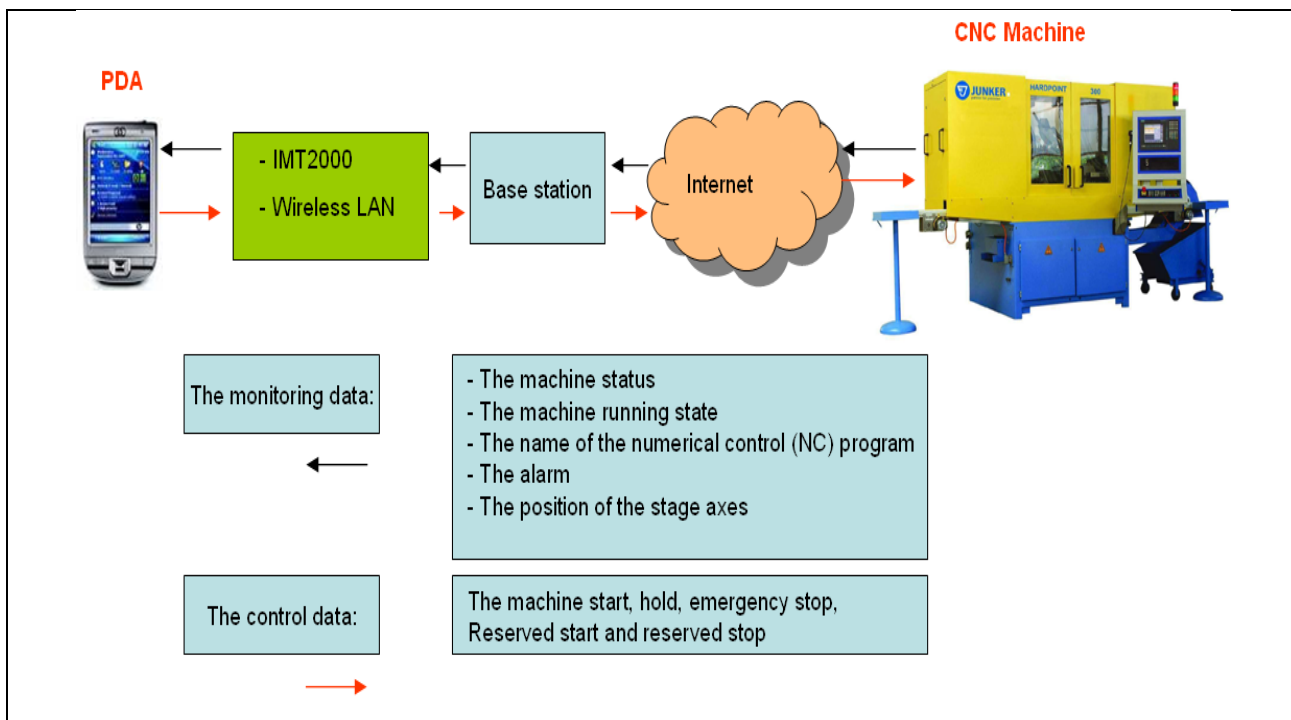 CNC Machine
PDA
JUNKER
HARDPOINT 300
- IMT2000
- Wireless LAN
Base station
Internet
The monitoring data:
- The machine status
- The machine running state
- The name of the numerical control (NC) program
- The alarm
- The position of the stage axes
The control data:
The machine start, hold, emergency stop,
Reserved start and reserved stop